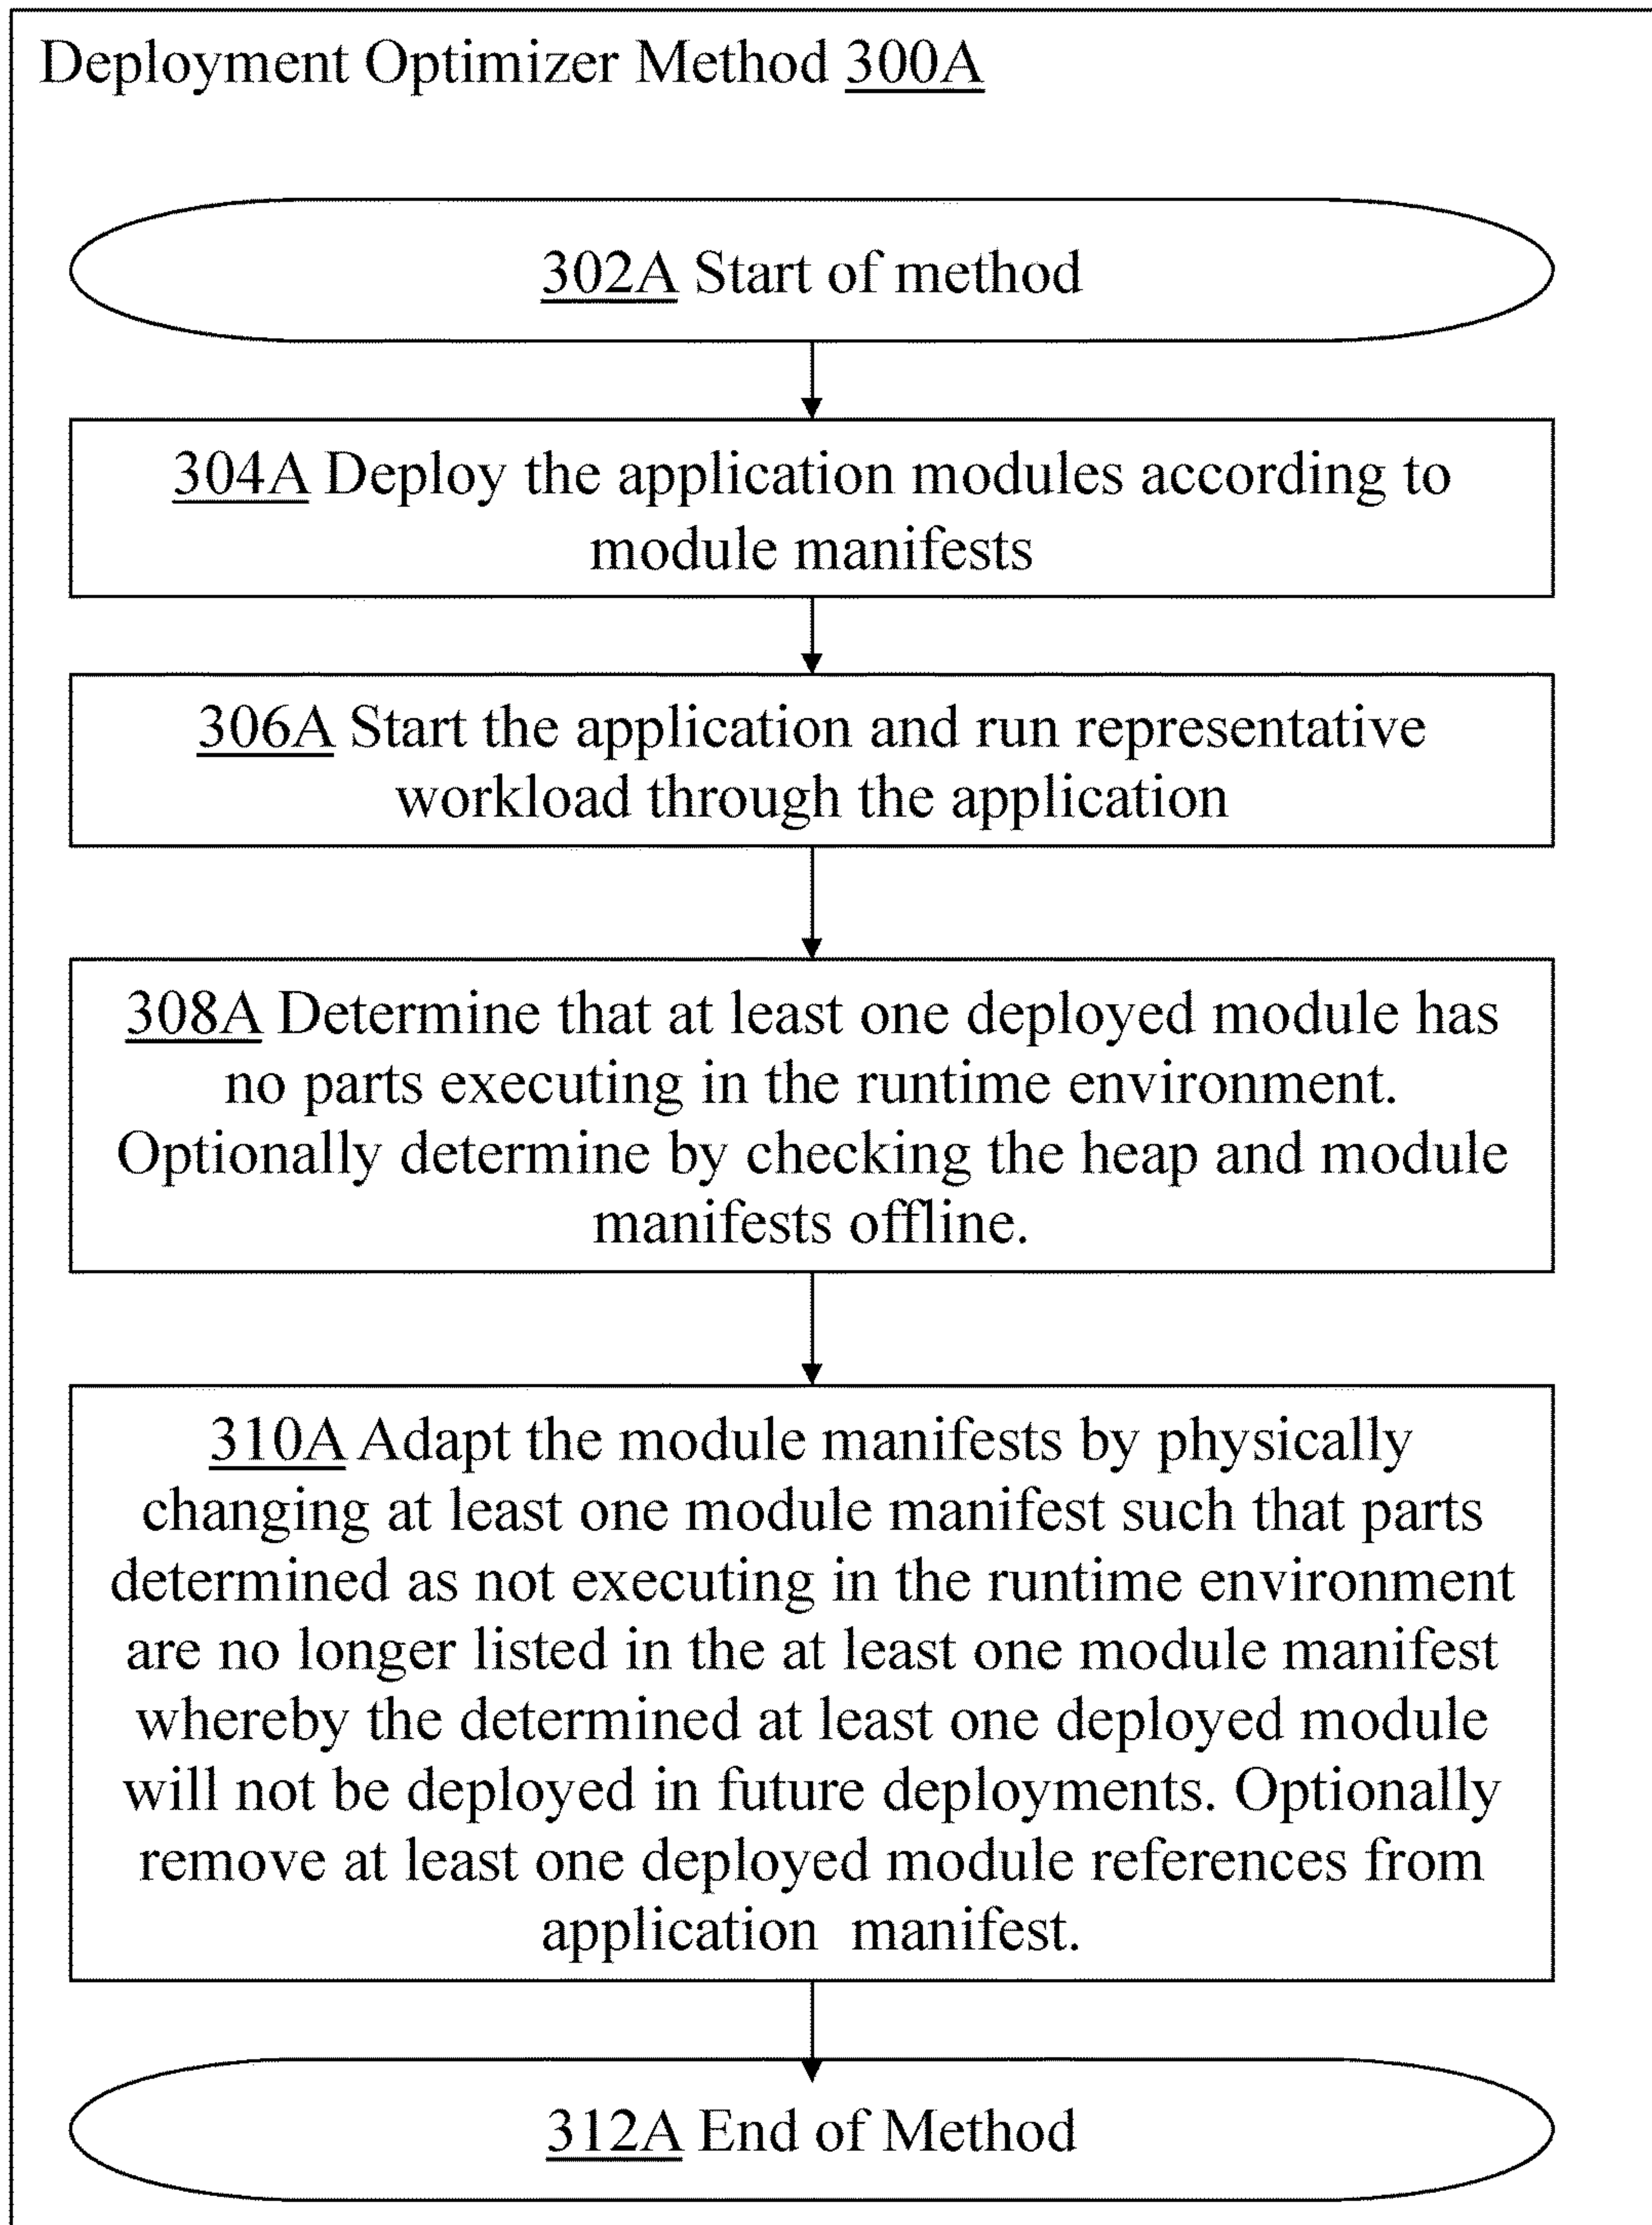 Deployment Optimizer Method 300A
302A Start of method
304A Deploy the application modules according to
module manifests
306A Start the application and run representative
workload through the application
308A Determine that at least one deployed module has
no parts executing in the runtime environment.
Optionally determine by checking the heap and module
manifests offline.
310A Adapt the module manifests by physically
changing at least one module manifest such that parts
determined as not executing in the runtime environment
are no longer listed in the at least one module manifest
whereby the determined at least one deployed module
will not be deployed in future deployments. Optionally
remove at least one deployed module references from
application manifest.
312A End of Method